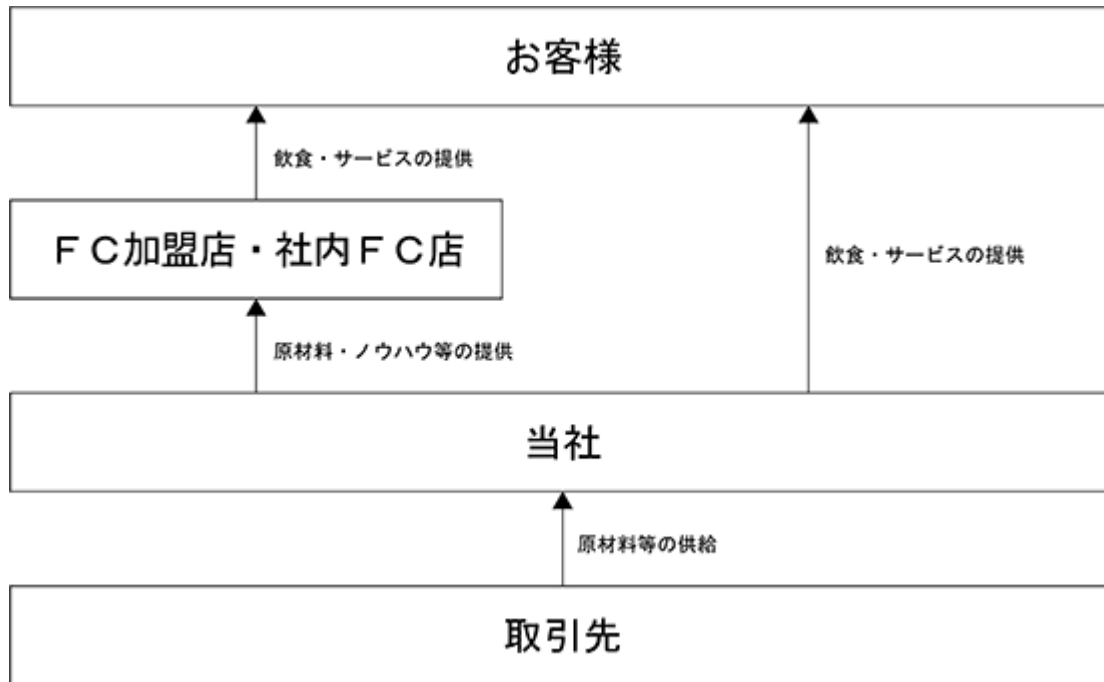 お客様
飲食・サービスの提供
ＦＣ加盟店・社内ＦＣ店
飲食・サービスの提供
原材料・ノウハウ等の提供
当社
原材料等の供給
取引先